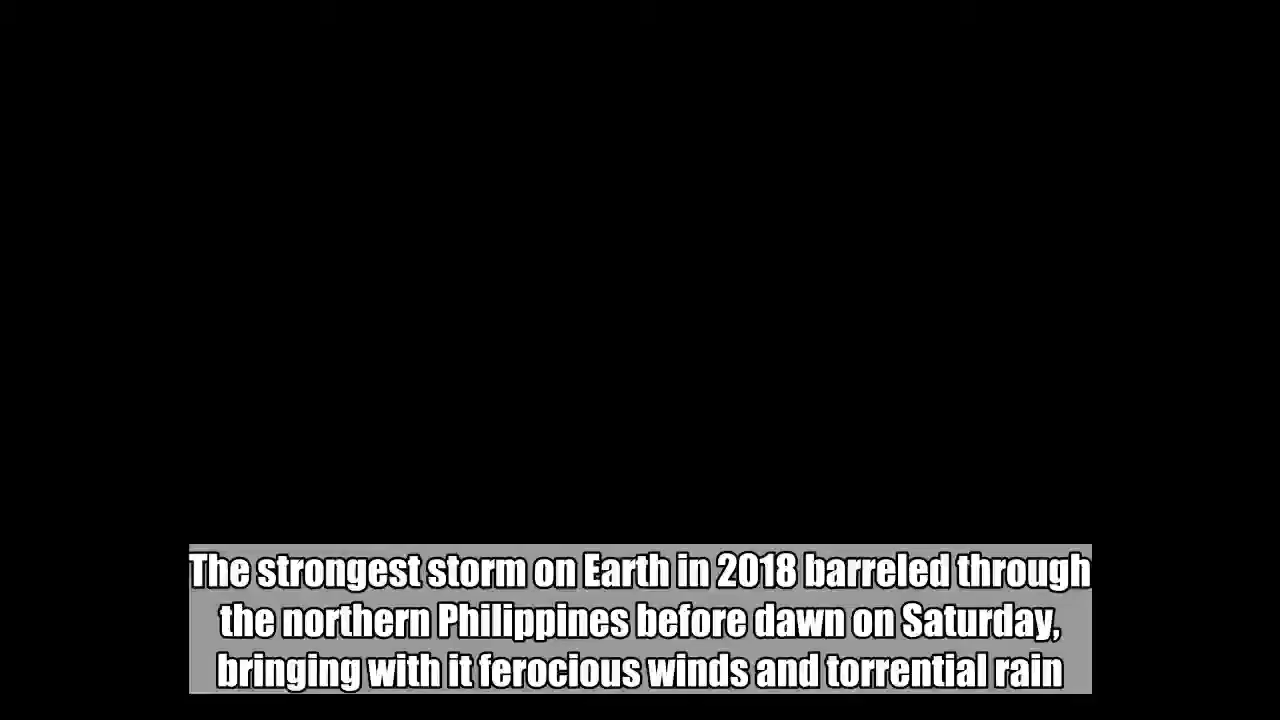 The strongest storm on Earth in 2018 barreled through
the northern Philippines before dawn on Saturday,
bringing with it ferocious winds and torrential rain